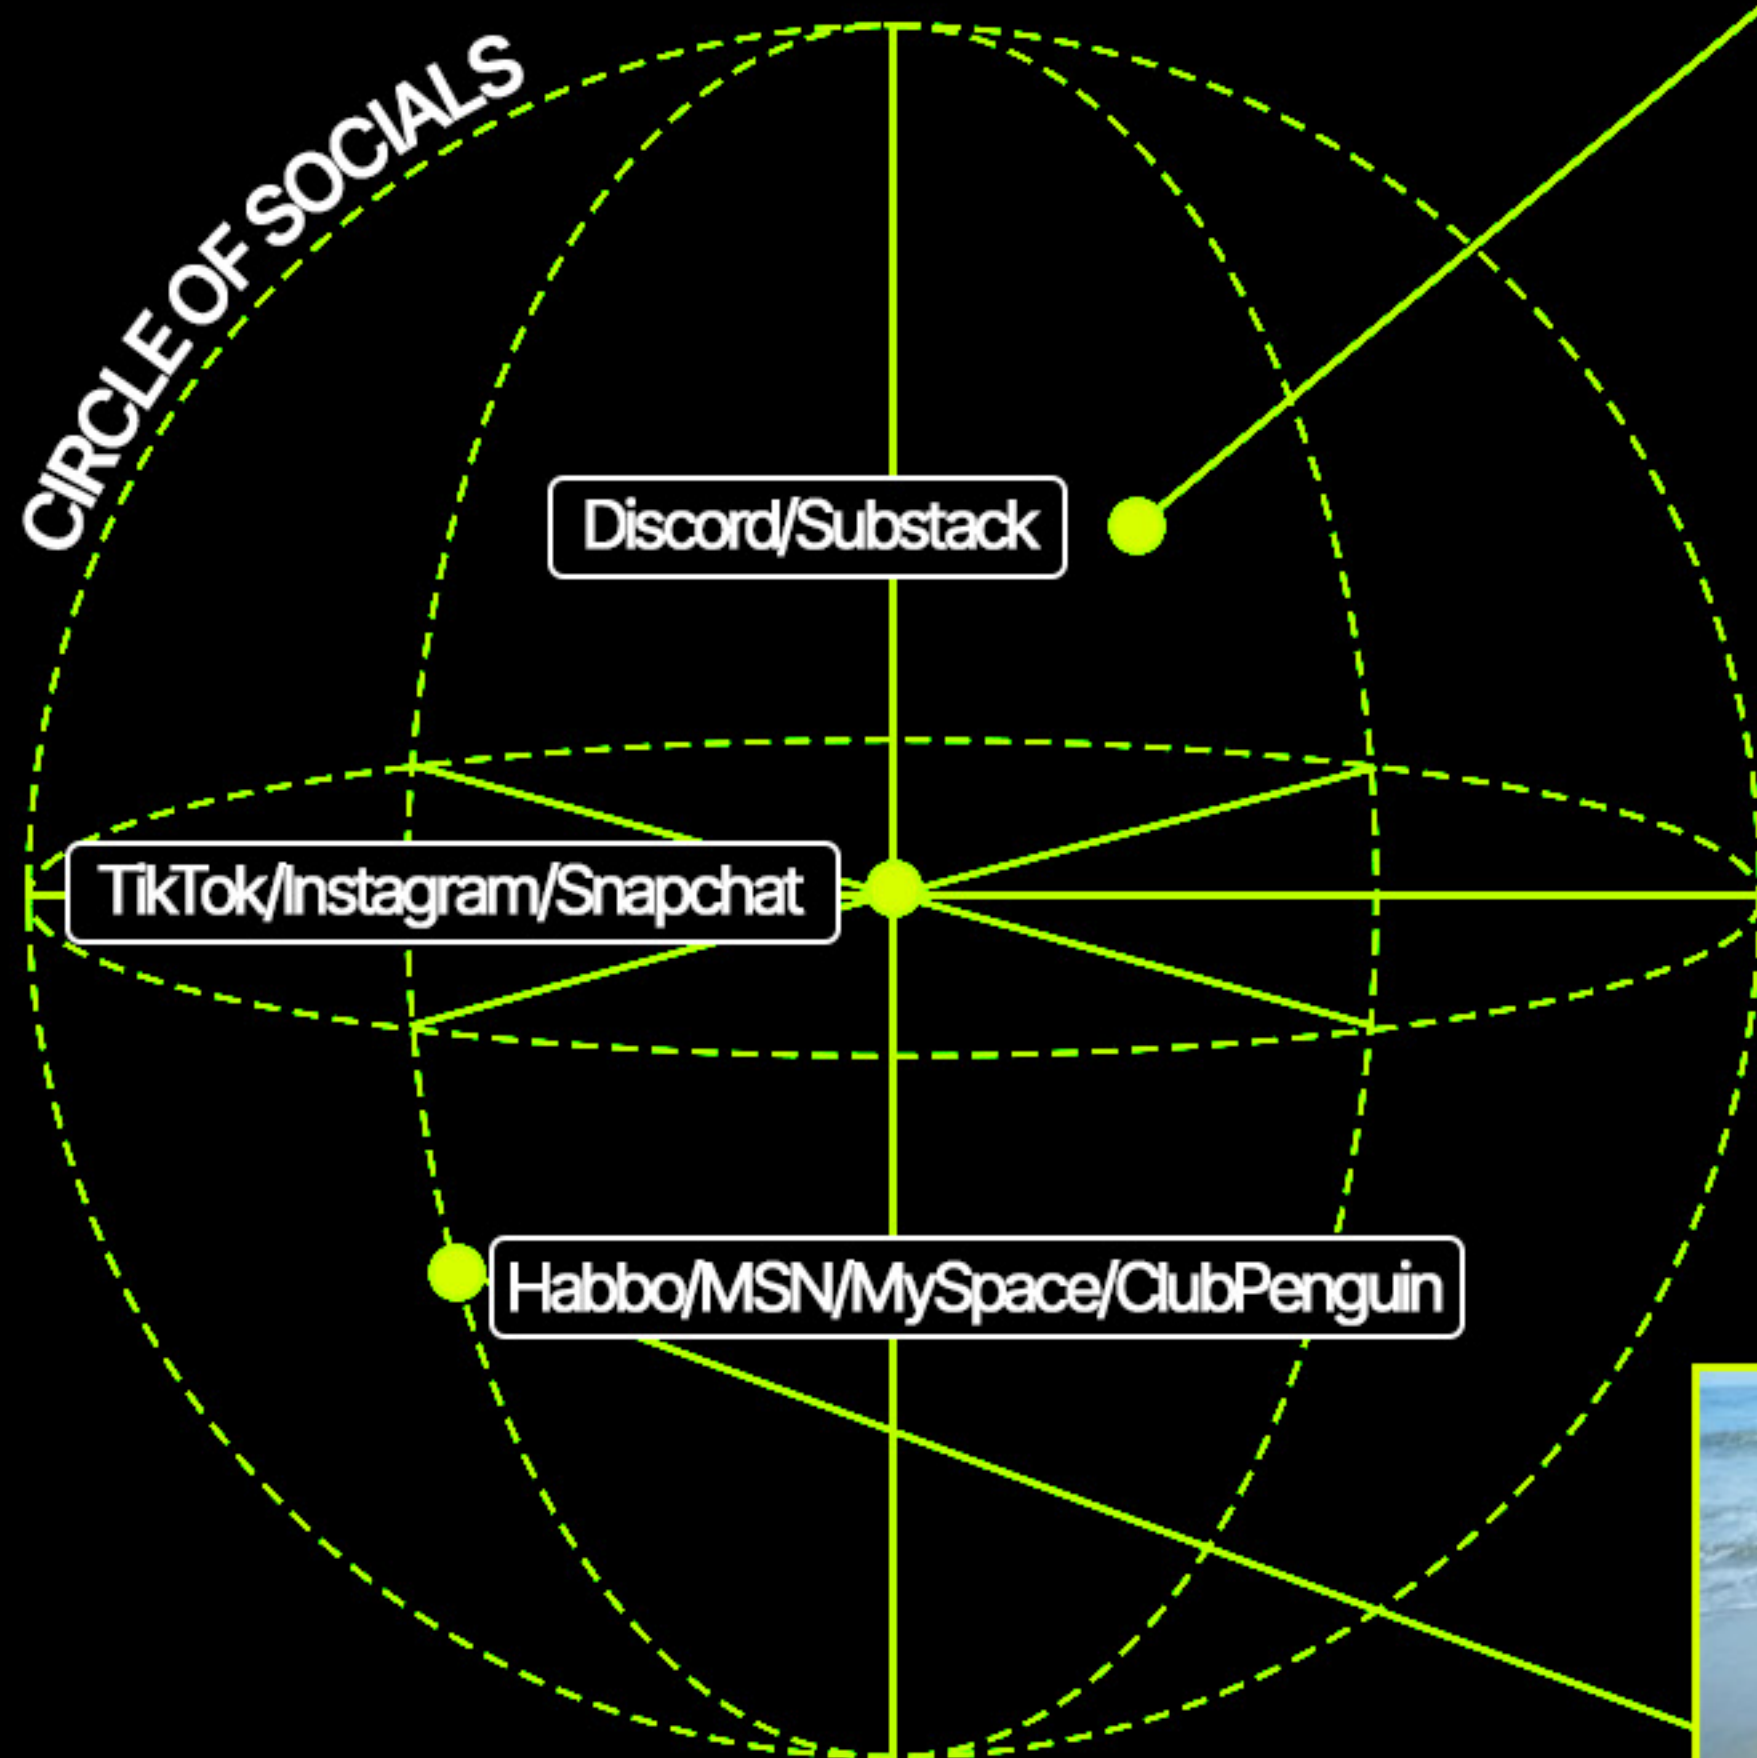 CIRCLE OF SOCIALS
Discord/Substack
TikTok/Instagram/Snapchat
Habbo/MSN/MySpace/ClubPenguin